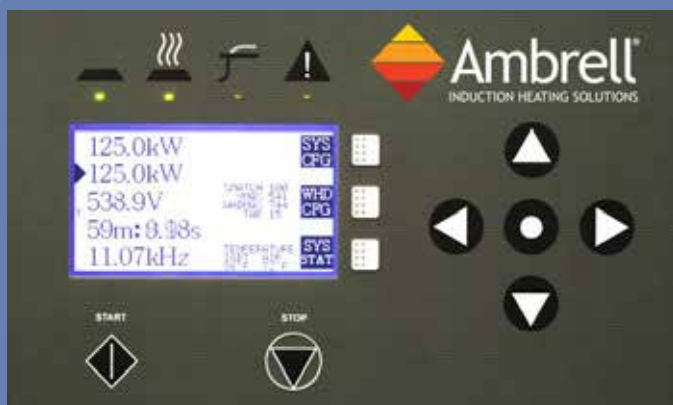 Ambrell
INDUCTION HEATING SOLUTIONS
125.0kW
SYS
CFG
125.0kW
538.9V
WHD
CFG
11.07kHz
TEMPERATURE
SYS
STAT
START
STOP